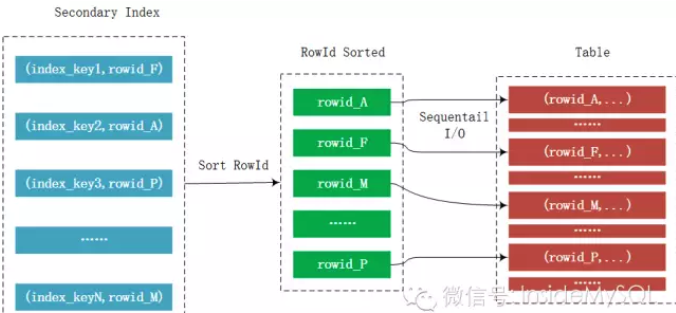 Secondary Index
(index_key1,rowid_F)
(index_key2,rowid_A)
(index_key3,rowid_P)
……
(index_keyN,rowid_M)
Sort RowId
RowId Sorted
rowid_A
rowid_F
rowid_M
……
rowid_P
Sequentail
I/O
Table
(rowid_A,...)
……
(rowid_F,...)
……
(rowid_M,...)
……
(rowid_P,...)
……
微信号: InsideMySQL